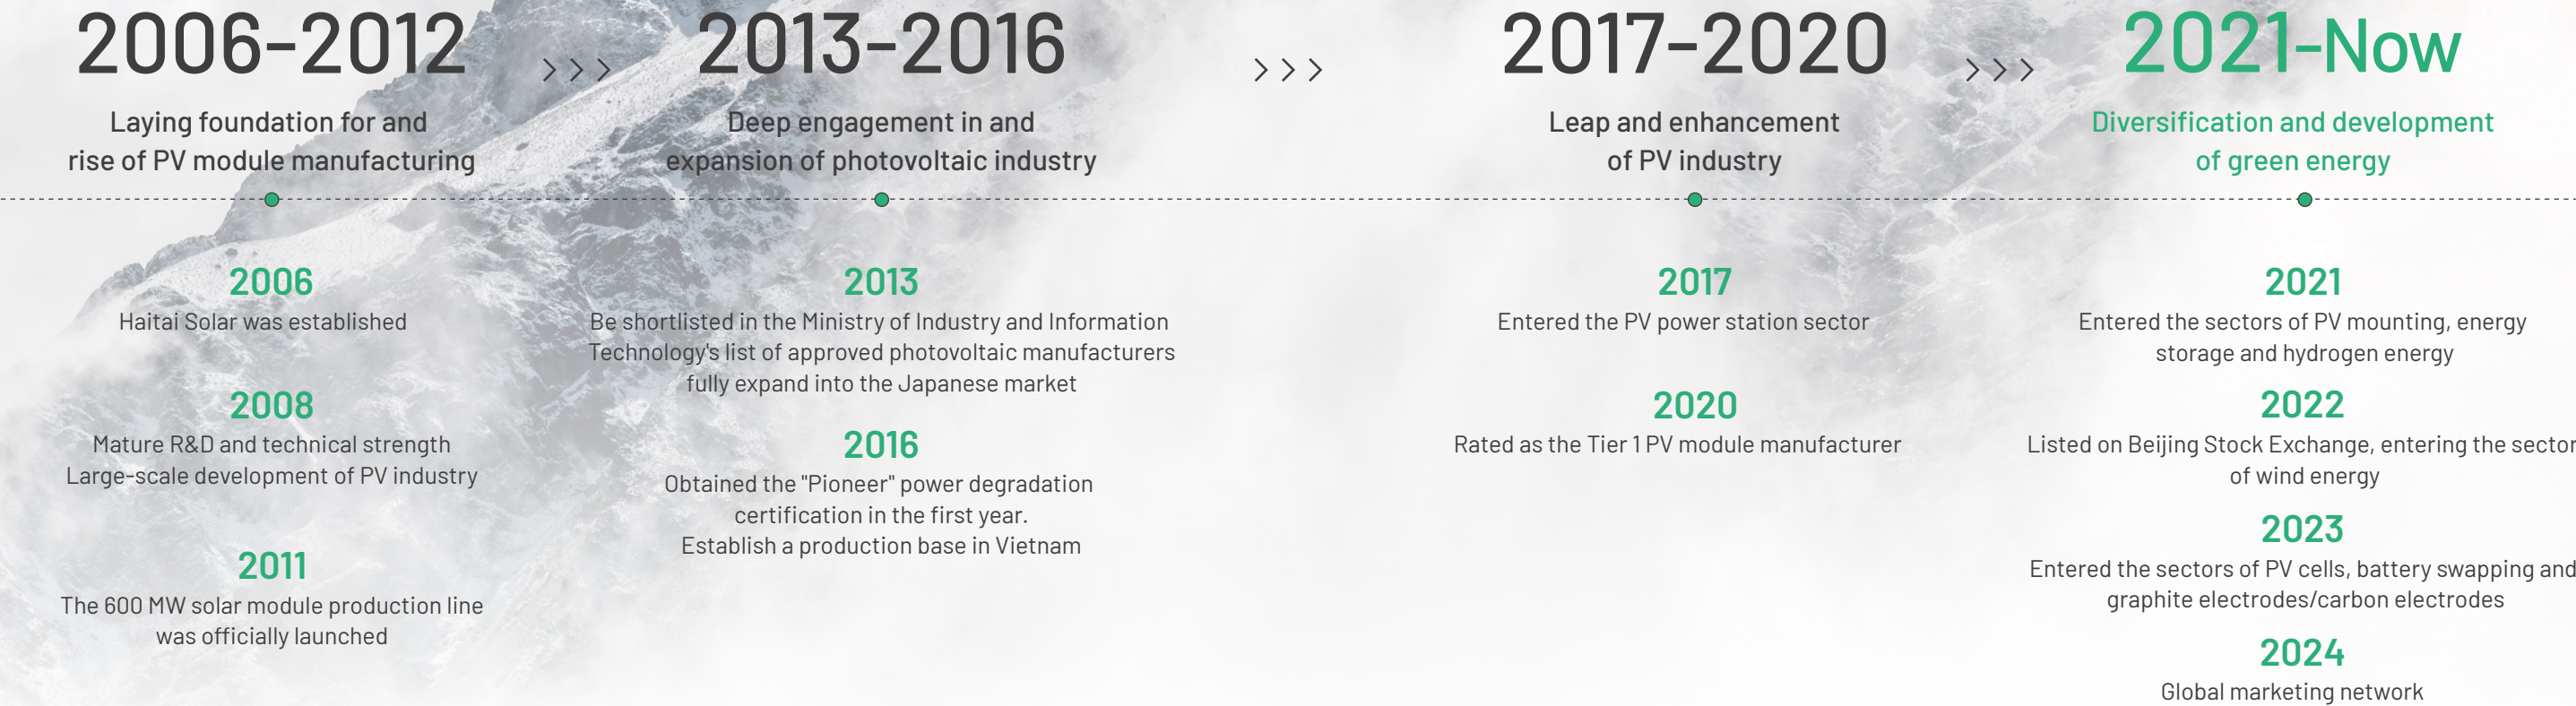 2006-2012
Laying foundation for and
rise of PV module manufacturing
2006
Haitai Solar was established
2008
Mature R&D and technical strength
Large-scale development of PV industry
2011
The 600 MW solar module production line
was officially launched
2013-2016
Deep engagement in and
expansion of photovoltaic industry
2013
Be shortlisted in the Ministry of Industry and Information
Technology's list of approved photovoltaic manufacturers
fully expand into the Japanese market
2016
Obtained the "Pioneer" power degradation
certification in the first year.
Establish a production base in Vietnam
2017-2020
Leap and enhancement
of PV industry
2017
Entered the PV power station sector
2020
Rated as the Tier 1 PV module manufacturer
2021-Now
Diversification and development
of green energy
2021
Entered the sectors of PV mounting, energy
storage and hydrogen energy
2022
Listed on Beijing Stock Exchange, entering the sector
of wind energy
2023
Entered the sectors of PV cells, battery swapping and
graphite electrodes/carbon electrodes
2024
Global marketing network